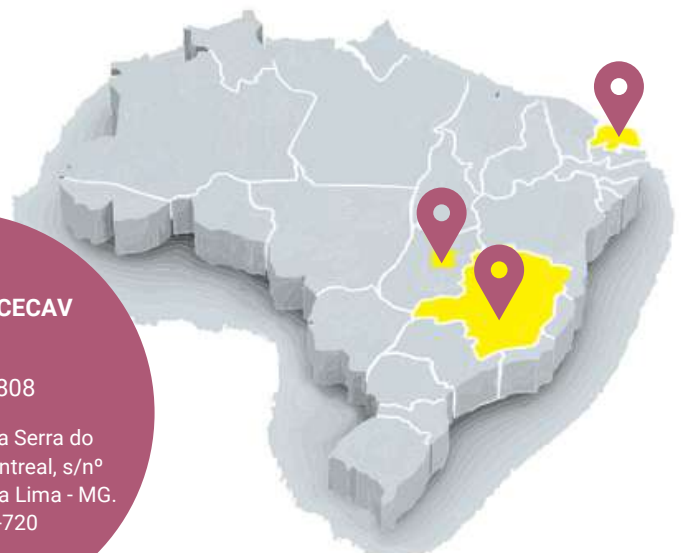 CECAV
308
a Serra do
ntreal, s/nº
a Lima - MG.
-720